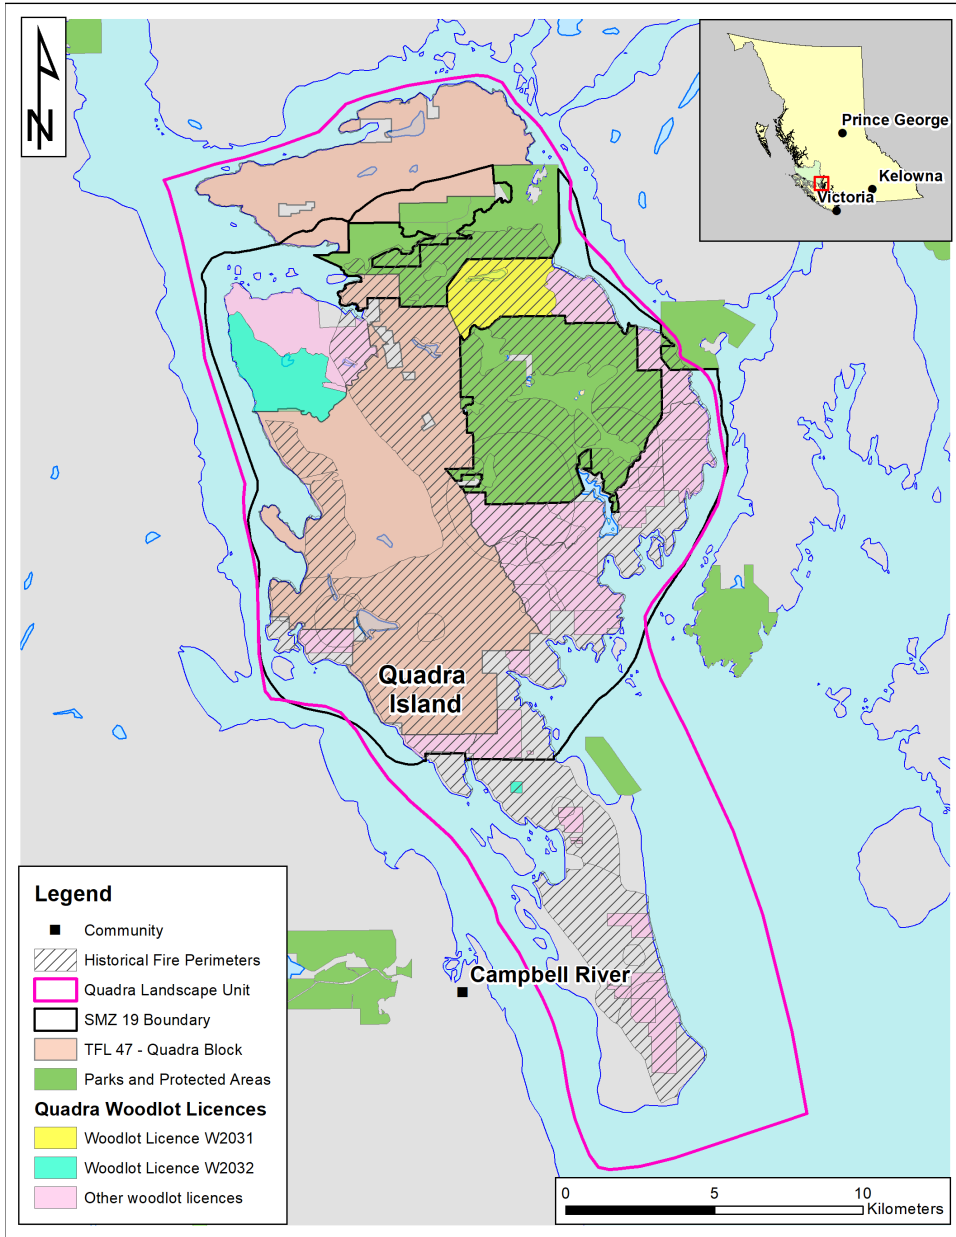 N
Prince George
Kelowna
Victoria
Quadra
Island
Campbell River
Legend
Community
Historical Fire Perimeters
Quadra Landscape Unit
SMZ 19 Boundary
TFL 47 - Quadra Block
Parks and Protected Areas
Quadra Woodlot Licences
Woodlot Licence W2031
Woodlot Licence W2032
Other woodlot licences
0 5 10
Kilometers